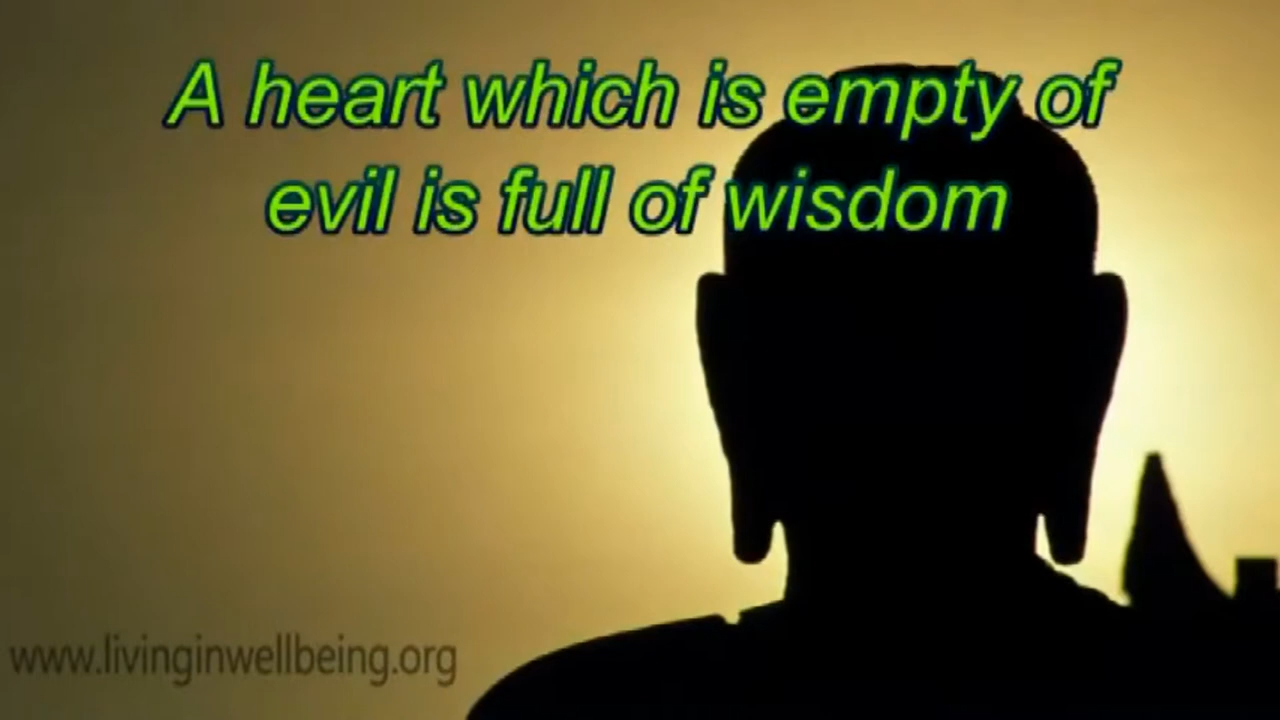 A heart which is empty of
evil is full of wisdom
www.livinginwellbeing.org